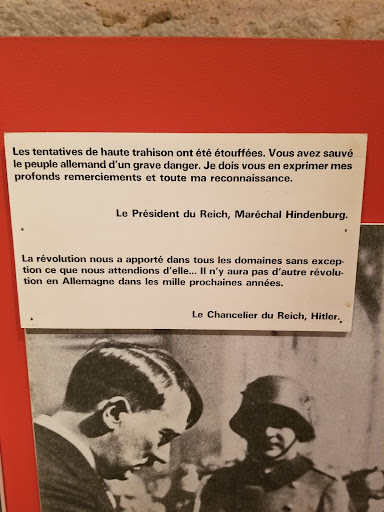 Les tentatives de haute trahison ont été étouffées. Vous avez sauvé
le peuple allemand d'un grave danger. Je dois vous en exprimer mes
profonds remerciements et toute ma reconnaissance.
Le Président du Reich, Maréchal Hindenburg.
La révolution nous a apporté dans tous les domaines sans excep-
tion ce que nous attendions d'elle... Il n'y aura pas d'autre révolu-
tion en Allemagne dans les mille prochaines années.
Le Chancelier du Reich, Hitler.